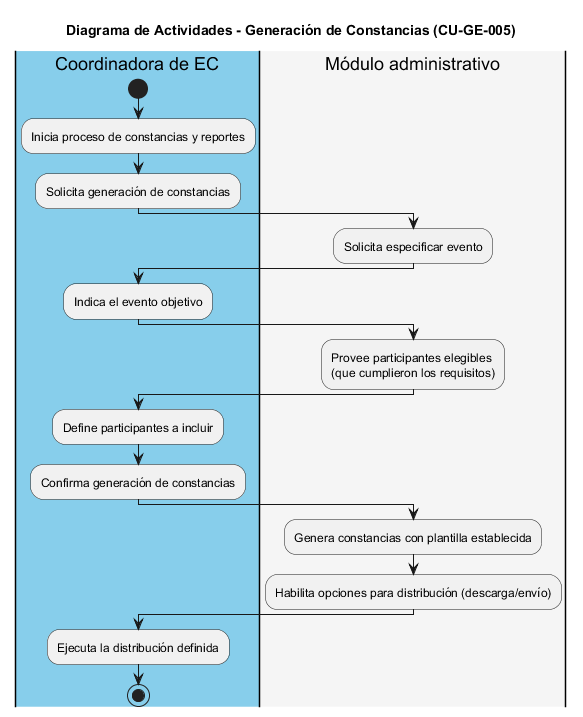 Diagrama de Actividades - Generación de Constancias (CU-GE-005)
Coordinadora de EC
Módulo administrativo
Inicia proceso de constancias y reportes
Solicita generación de constancias
Solicita especificar evento
Indica el evento objetivo
Provee participantes elegibles
(que cumplieron los requisitos)
Define participantes a incluir
Confirma generación de constancias
Genera constancias con plantilla establecida
Habilita opciones para distribución (descarga/envío)
Ejecuta la distribución definida